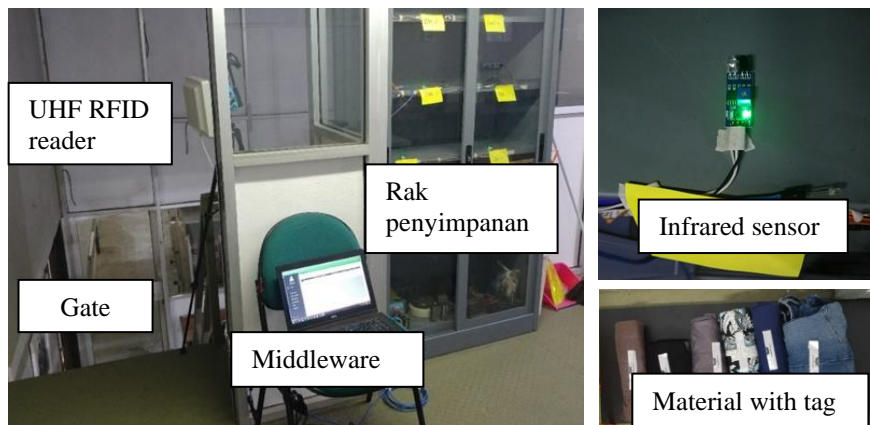 UHF RFID
reader
Rak
penyimpanan
Gate
Middleware
Infrared sensor
Material with tag